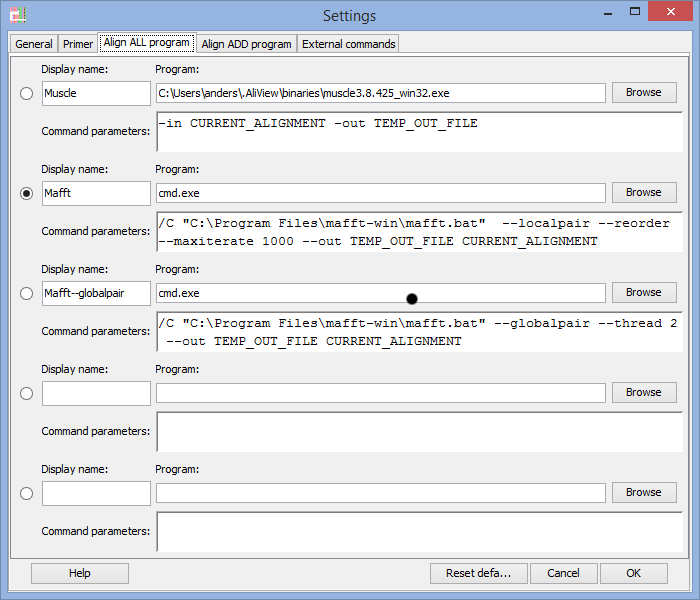 Settings
General Primer Align ALL program Align ADD program External commands
Display name: Program:
Muscle C:\Users\anders\.AliView\binaries\muscle3.8.425_win32.exe Browse
Command parameters: -in CURRENT_ALIGNMENT -out TEMP_OUT_FILE
Display name: Program:
Mafft cmd.exe Browse
Command parameters: /C "C:\Program Files\mafft-win\mafft.bat"  --localpair --reorder
--maxiterate 1000 --out TEMP_OUT_FILE CURRENT_ALIGNMENT
Display name: Program:
Mafft--globalpair cmd.exe Browse
Command parameters: /C "C:\Program Files\mafft-win\mafft.bat" --globalpair --thread 2
--out TEMP_OUT_FILE CURRENT_ALIGNMENT
Display name: Program:
Browse
Command parameters:
Display name: Program:
Browse
Command parameters:
Help Reset defa... Cancel OK